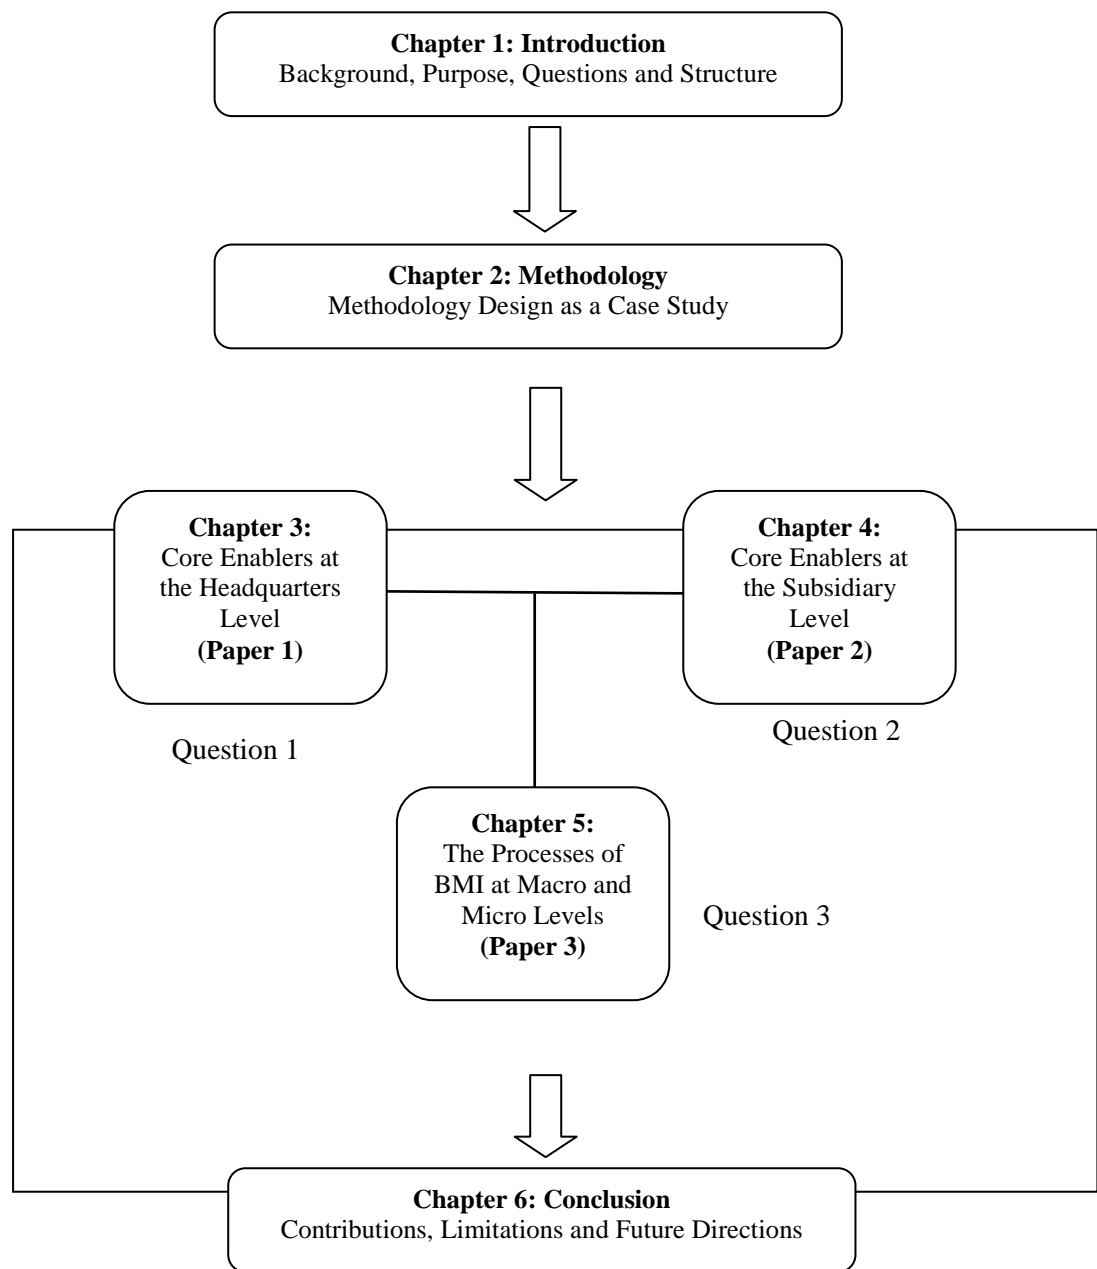 Chapter 1: Introduction
Background, Purpose, Questions and Structure
Chapter 2: Methodology
Methodology Design as a Case Study
Chapter 3:
Core Enablers at
the Headquarters
Level
(Paper 1)
Chapter 4:
Core Enablers at
the Subsidiary
Level
(Paper 2)
Question 1
Question 2
Chapter 5:
The Processes of
BMI at Macro and
Micro Levels
(Paper 3)
Question 3
Chapter 6: Conclusion
Contributions, Limitations and Future Directions